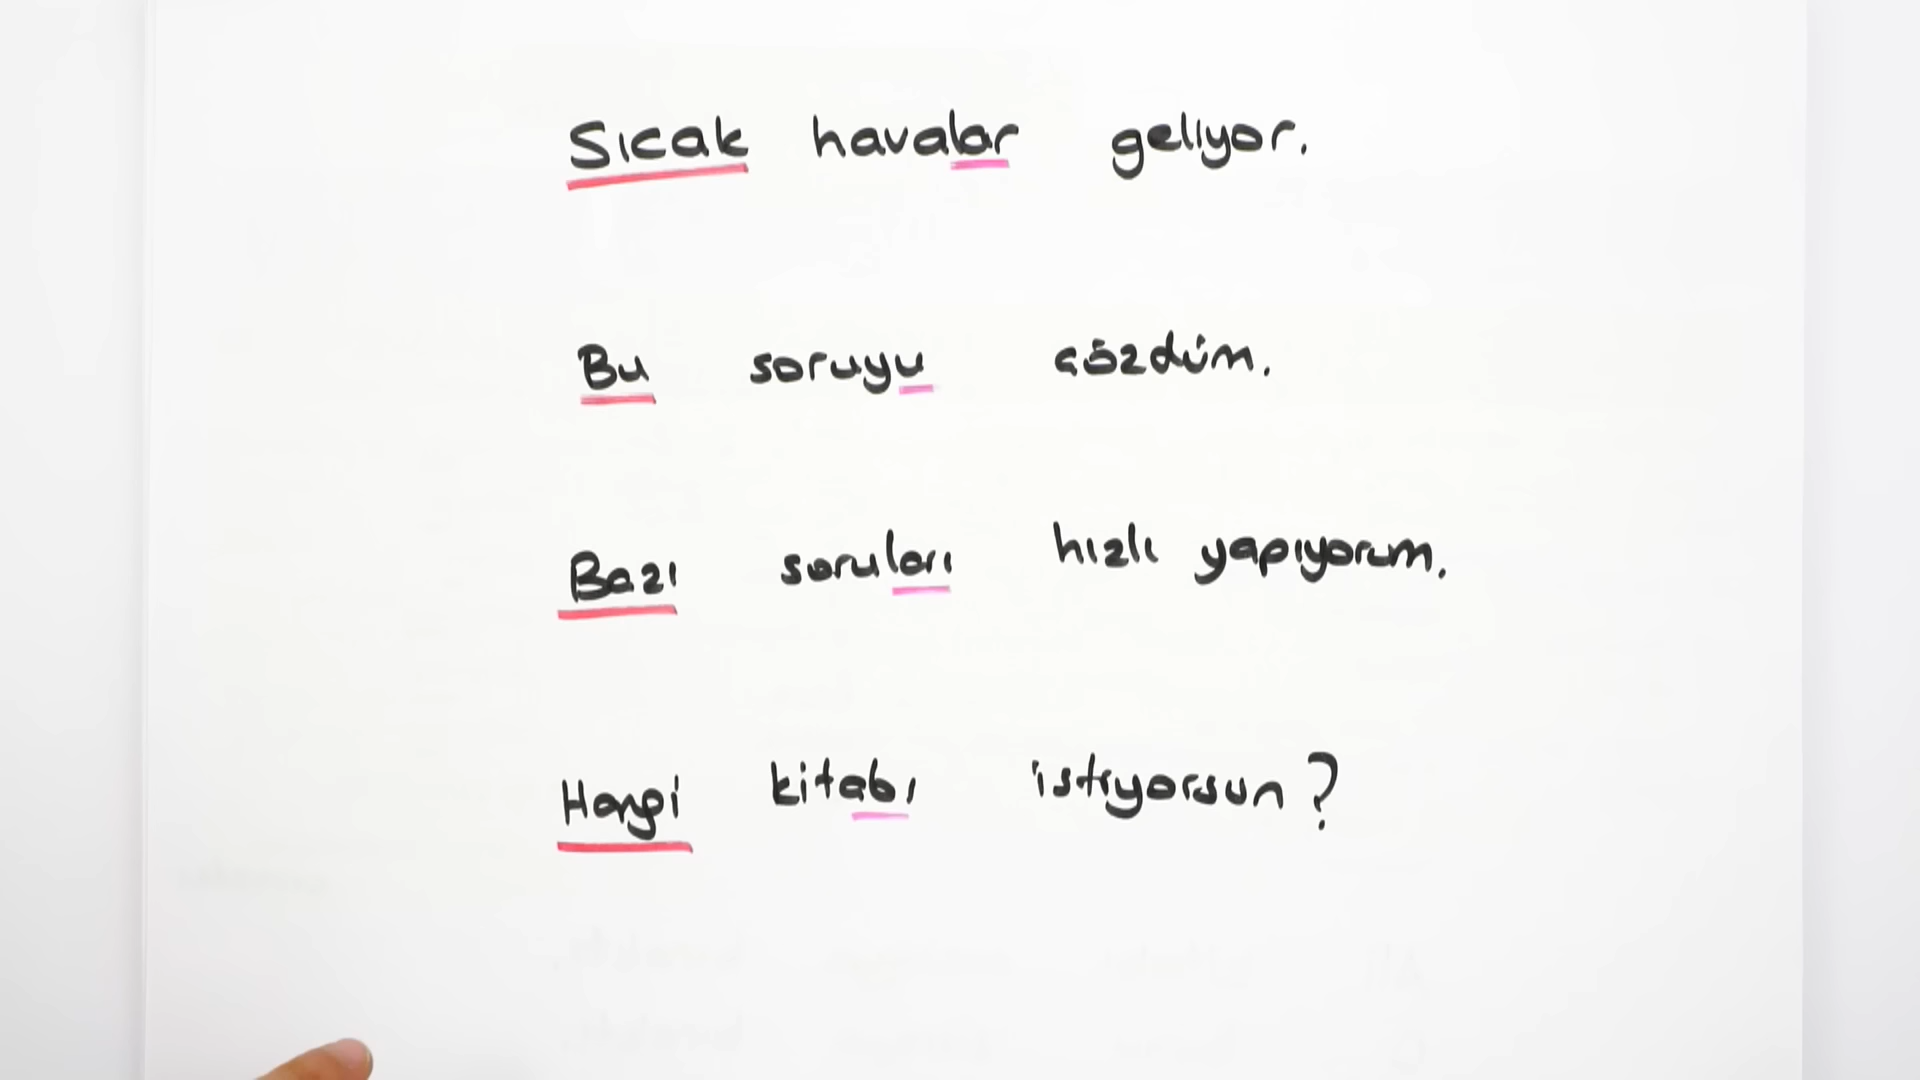 Sıcak havalar geliyor.
Bu soruyu çözdüm.
Bazı soruları hızlı yapıyorum.
Hangi kitabı istiyorsun?